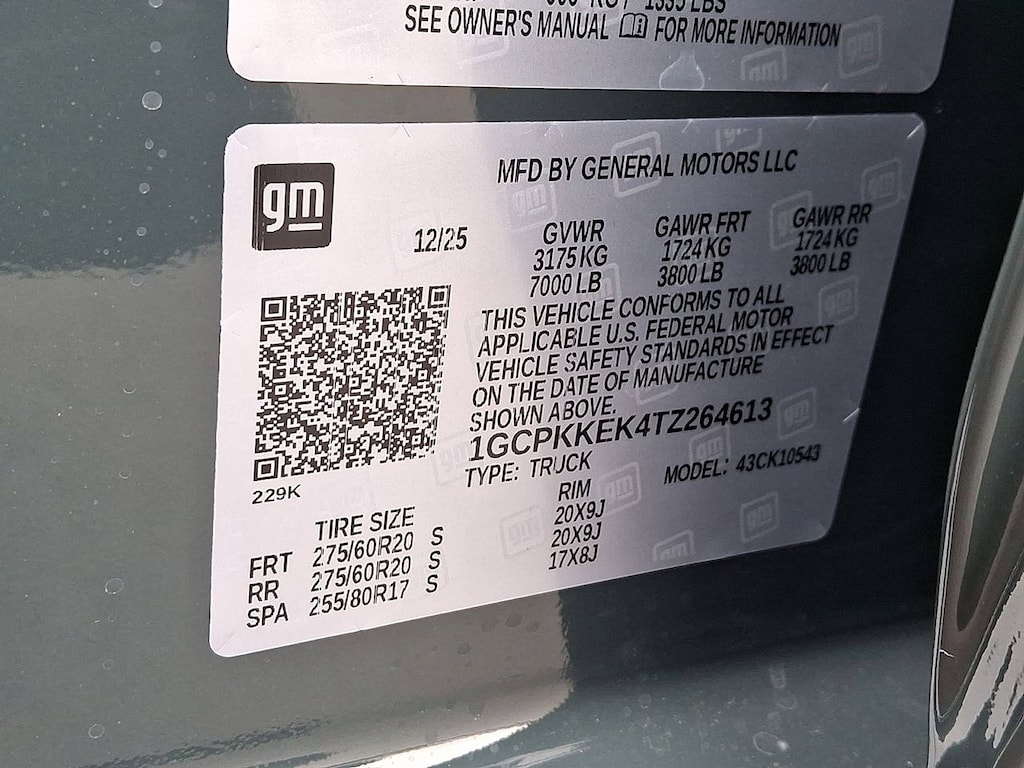 1335 LBS
SEE OWNER'S MANUAL FOR MORE INFORMATION
gm
MFD BY GENERAL MOTORS LLC
12/25 GVWR GAWR FRT GAWR RR
3175 KG 1724 KG 1724 KG
7000 LB 3800 LB 3800 LB
THIS VEHICLE CONFORMS TO ALL
APPLICABLE U.S. FEDERAL MOTOR
VEHICLE SAFETY STANDARDS IN EFFECT
ON THE DATE OF MANUFACTURE
SHOWN ABOVE.
1GCPKKEK4TZ264613
TYPE: TRUCK MODEL: 43CK10543
229K
TIRE SIZE RIM
FRT 275/60R20 S 20X9J
RR 275/60R20 S 20X9J
SPA 255/80R17 S 17X8J